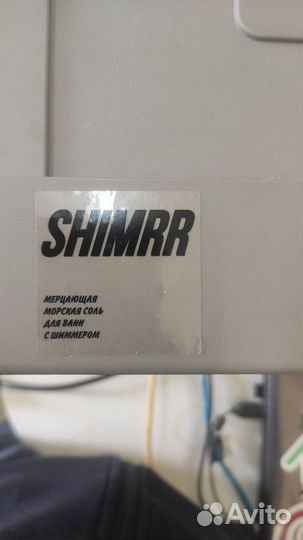 SHIMRR
МЕРЦАЮЩАЯ
МОРСКАЯ СОЛЬ
ДЛЯ ВАНН
С ШИММЕРОМ
Avito